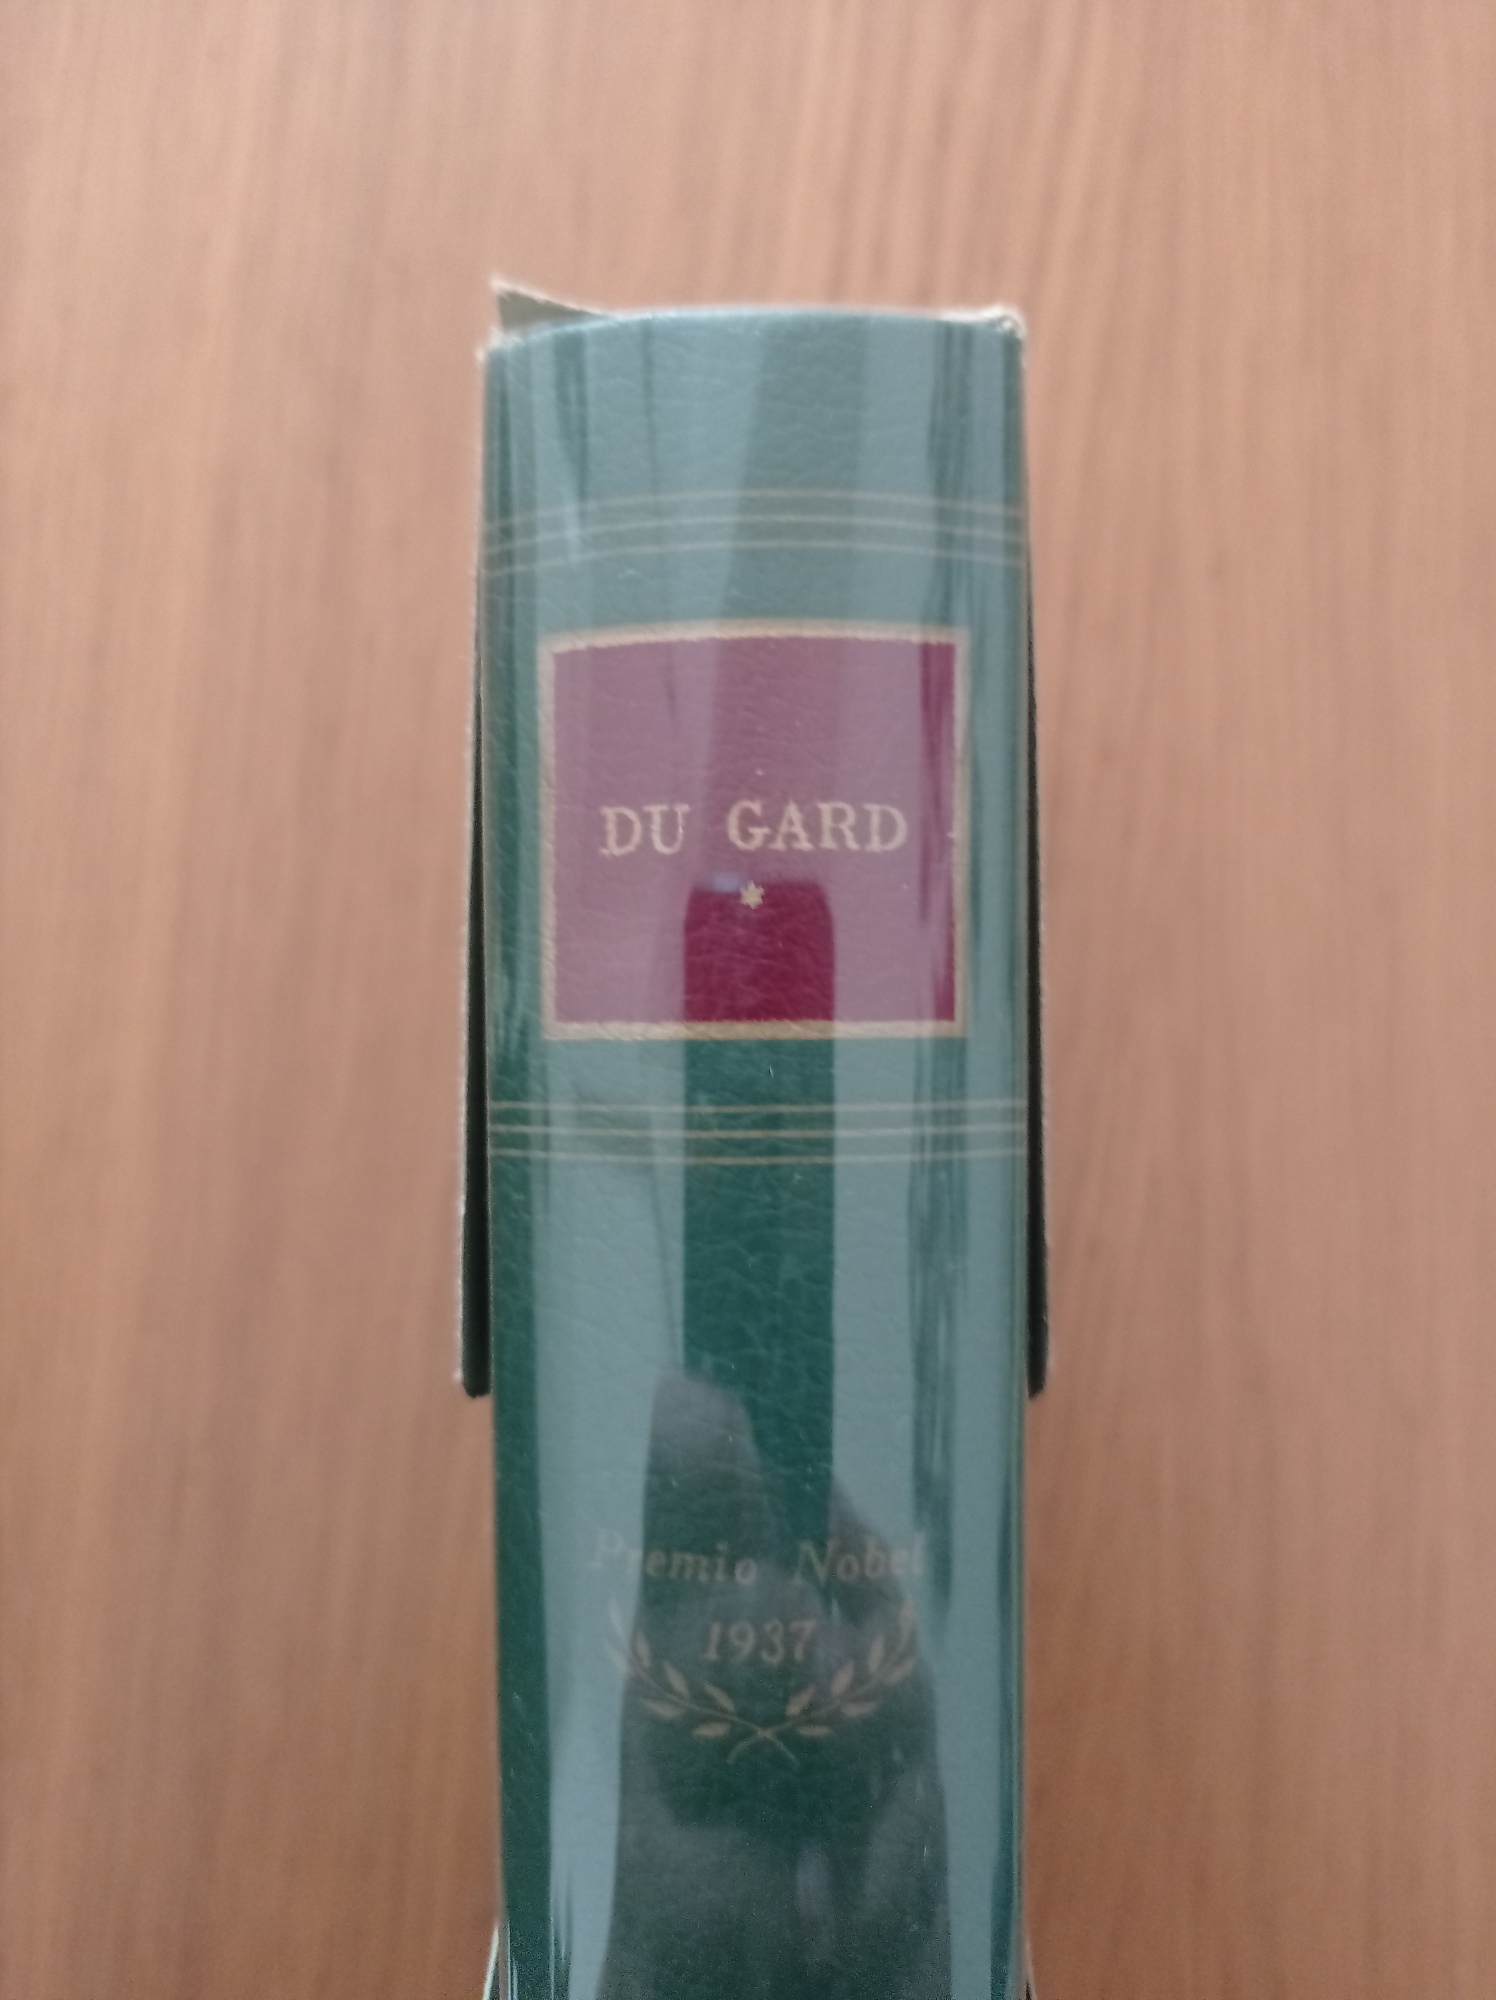 DU GARD
*
Premio Nobel
1937